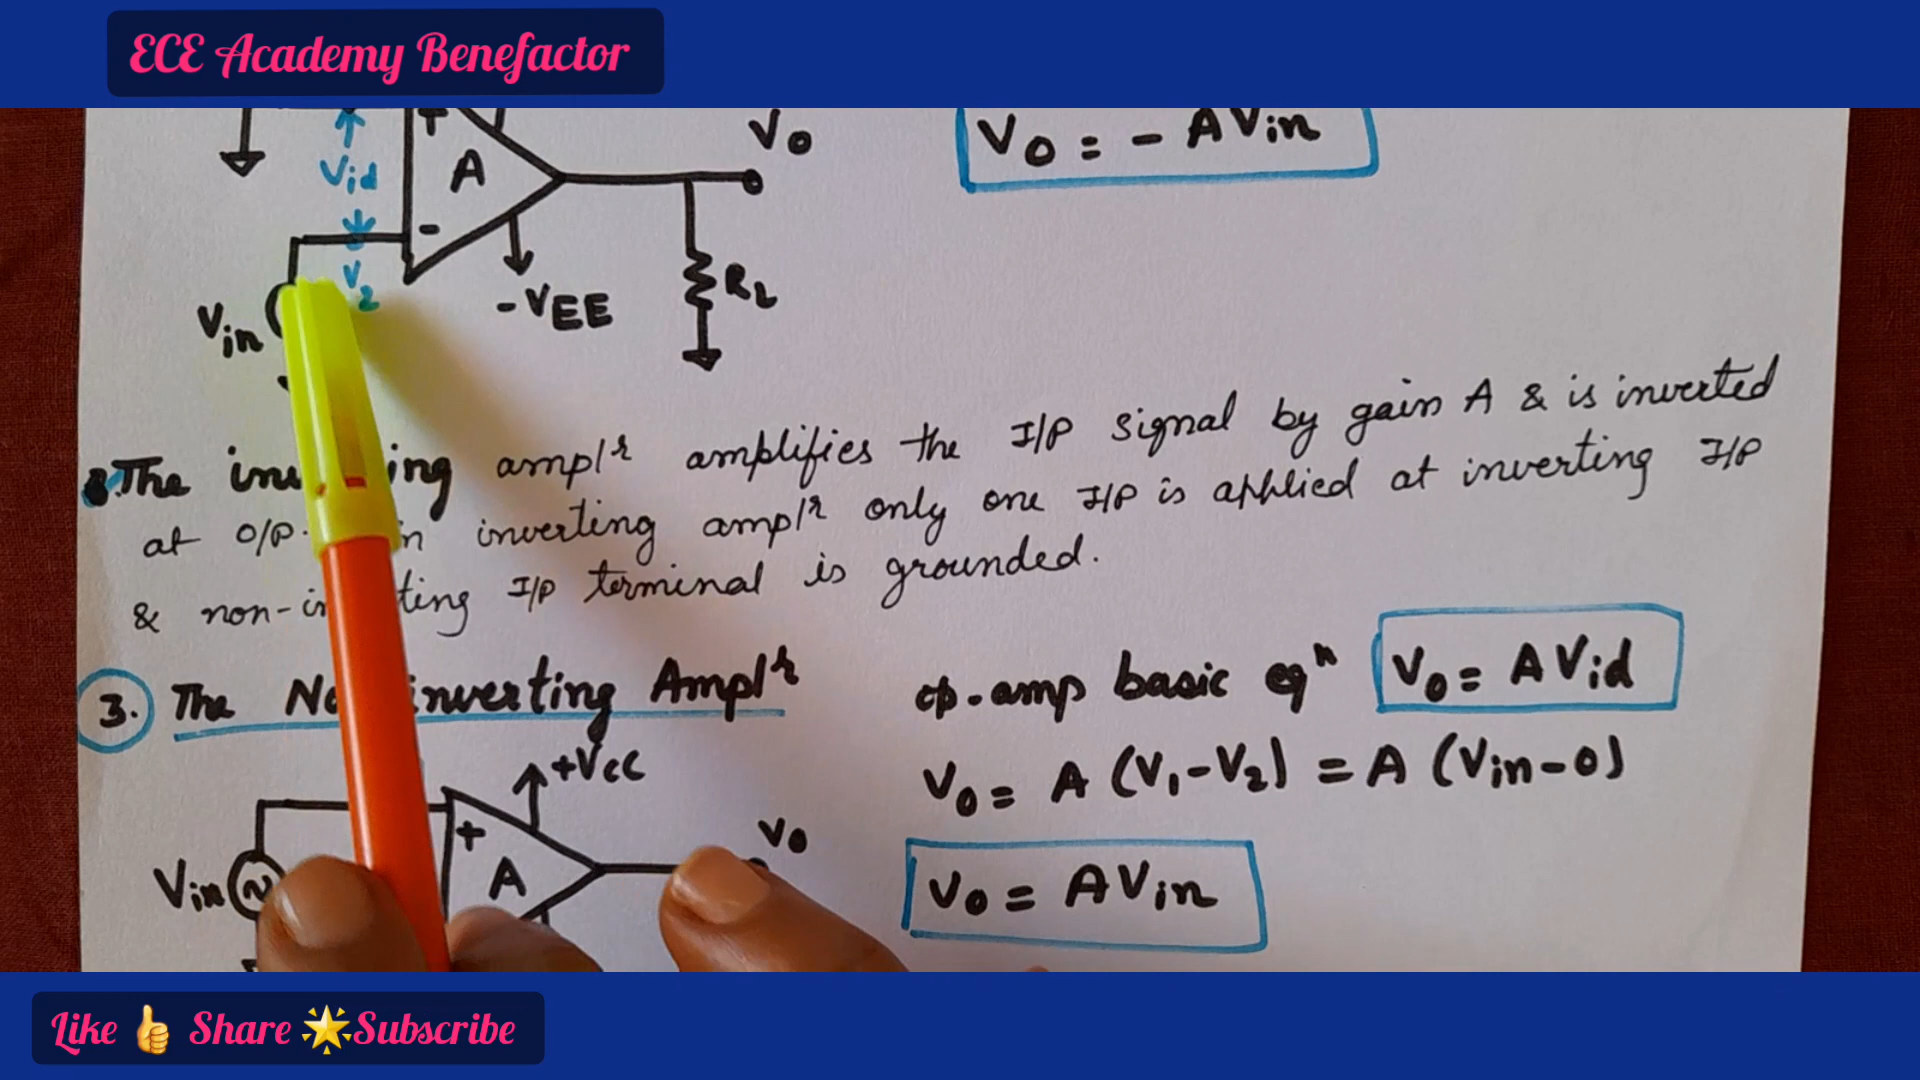 ECE Academy Benefactor
Vo
Vo = - AVin
+
Vid
A
-
V2
Vin
-VEE
RL
The ing amplr amplifies the I/P signal by gain A & is inverted
at O/P. inverting amplr only one I/P is applied at inverting I/P
& I/P terminal is grounded.
3. The inverting Amplr
op-amp basic eqn Vo = AVid
+Vcc
Vo = A (V1-V2) = A (Vin-0)
+
Vo
Vin
A
Vo = AVin
Like 👍 Share 🌟Subscribe